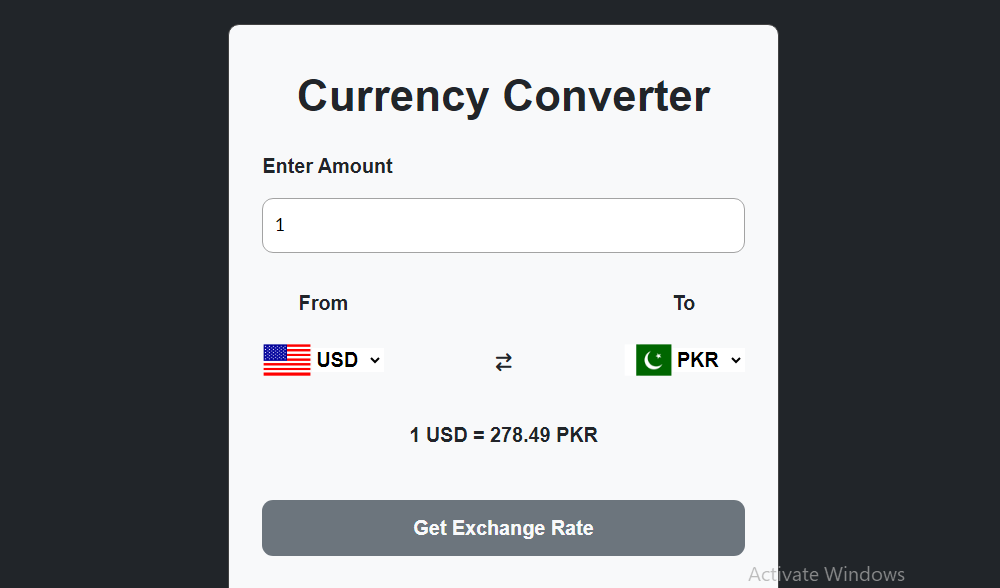 Currency Converter
Enter Amount
1
From To
USD PKR
1 USD = 278.49 PKR
Get Exchange Rate
Activate Windows